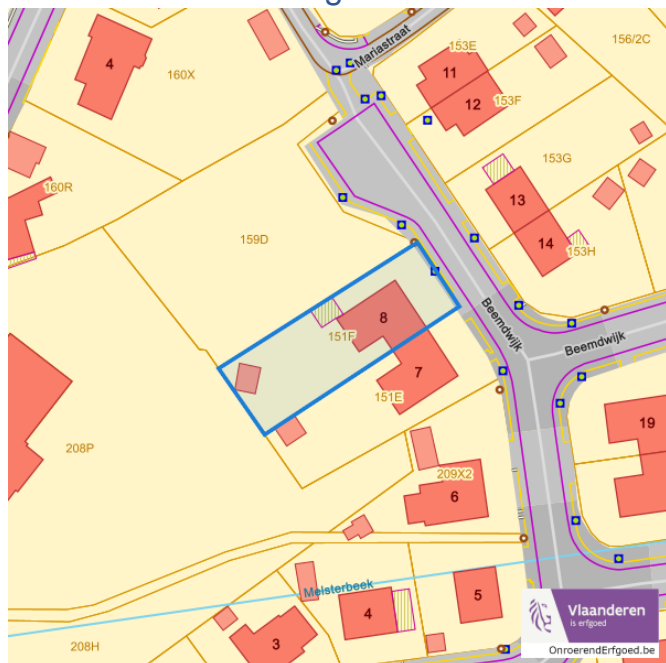 4
160X
Mariastraat
153E
11
12
153F
156/2C
160R
153G
13
14
153H
159D
8
151F
7
151E
Beemdwijk
Beemdwijk
19
208P
209X2
6
Melsterbeek
4
5
3
208H
Vlaanderen
is erfgoed
OnroerendErfgoed.be